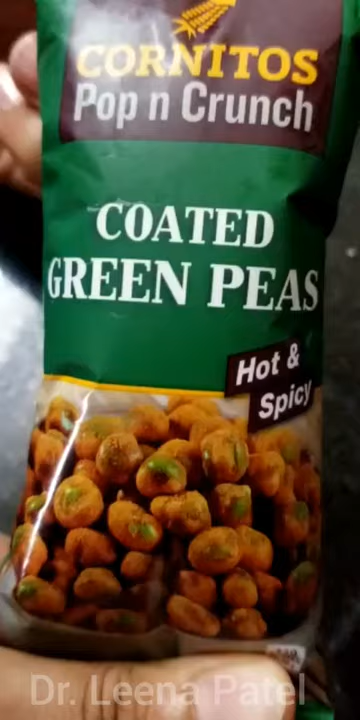 CORNITOS
Pop n Crunch
COATED
GREEN PEAS
Hot &
Spicy
Dr. Leena Patel